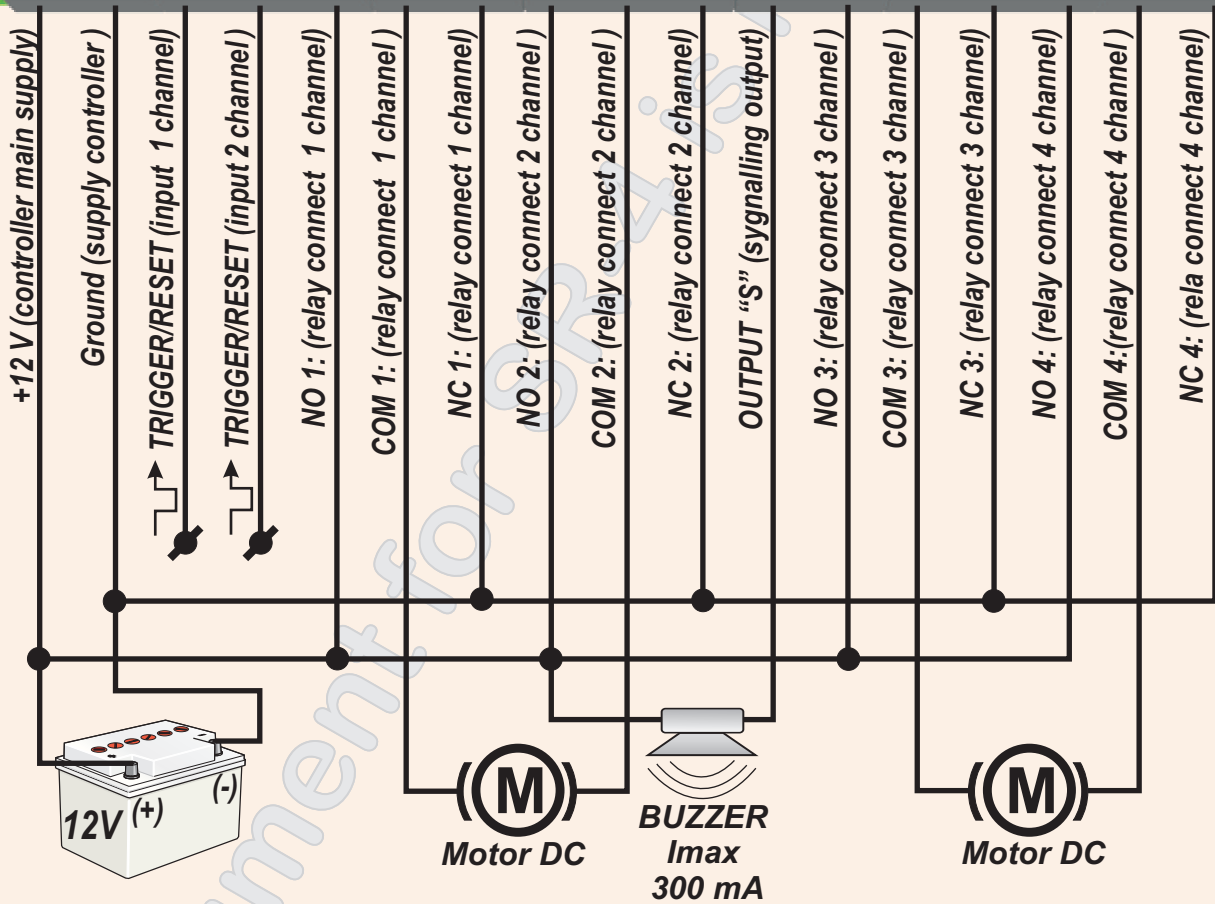 +12 V (controller main supply)
Ground (supply controller )
TRIGGER/RESET (input 1 channel)
TRIGGER/RESET (input 2 channel )
NO 1: (relay connect 1 channel)
COM 1: (relay connect 1 channel )
NC 1: (relay connect 1 channel)
NO 2: (relay connect 2 channel )
COM 2: (relay connect 2 channel )
NC 2: (relay connect 2 channel)
OUTPUT “S” (sygnalling output)
NO 3: (relay connect 3 channel )
COM 3: (relay connect 3 channel )
NC 3: (relay connect 3 channel)
NO 4: (relay connect 4 channel)
COM 4:(relay connect 4 channel )
NC 4: (rela connect 4 channel)
12V (+)
(-)
M
Motor DC
BUZZER
Imax
300 mA
M
Motor DC
for SR-4 is